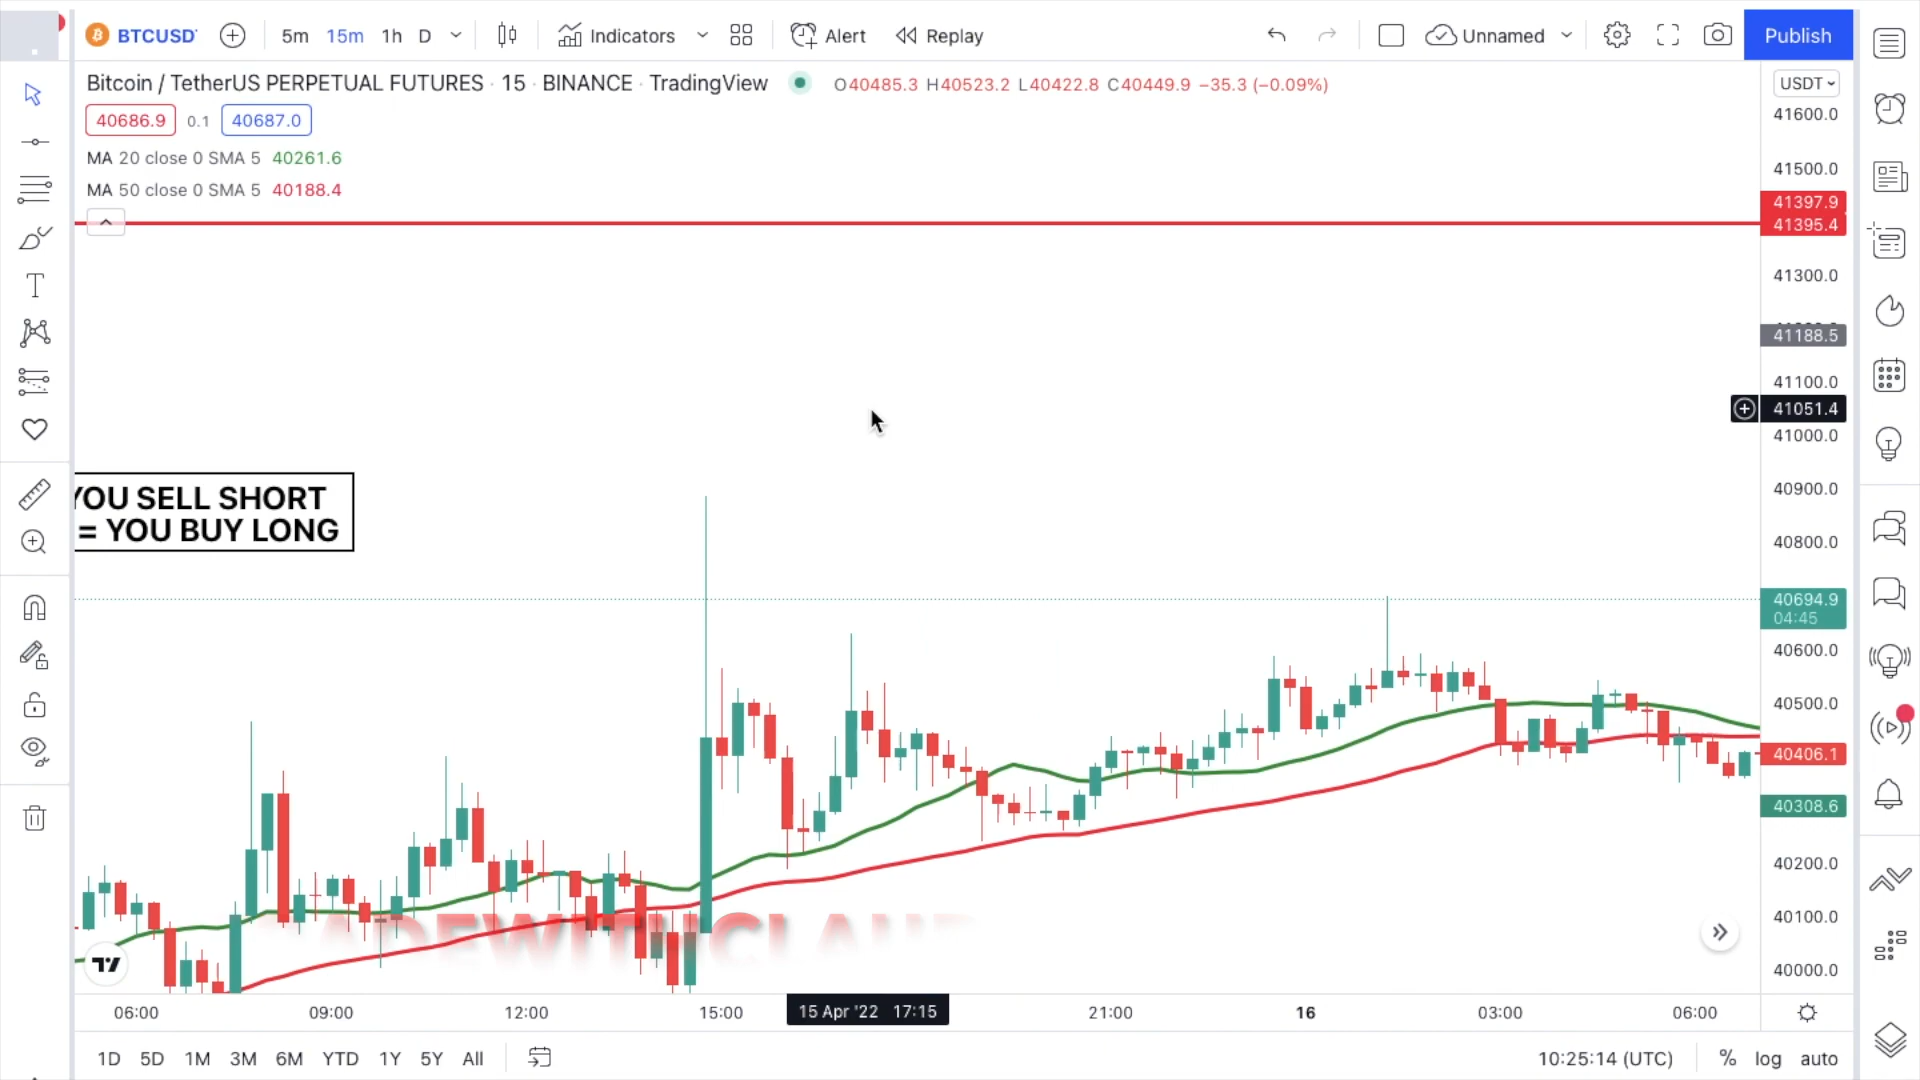 BTCUSD
5m 15m 1h D
Indicators
Alert
Replay
Unnamed
Publish
Bitcoin / TetherUS PERPETUAL FUTURES · 15 · BINANCE · TradingView
O40485.3 H40523.2 L40422.8 C40449.9 −35.3 (−0.09%)
USDT
40686.9 0.1 40687.0
MA 20 close 0 SMA 5 40261.6
MA 50 close 0 SMA 5 40188.4
41600.0
41500.0
41397.9
41395.4
41300.0
41188.5
41100.0
41051.4
41000.0
40900.0
40800.0
40694.9
04:45
40600.0
40500.0
40406.1
40308.6
40200.0
40100.0
40000.0
YOU SELL SHORT
= YOU BUY LONG
06:00 09:00 12:00 15:00 15 Apr '22 17:15 21:00 16 03:00 06:00
1D 5D 1M 3M 6M YTD 1Y 5Y All
10:25:14 (UTC) % log auto